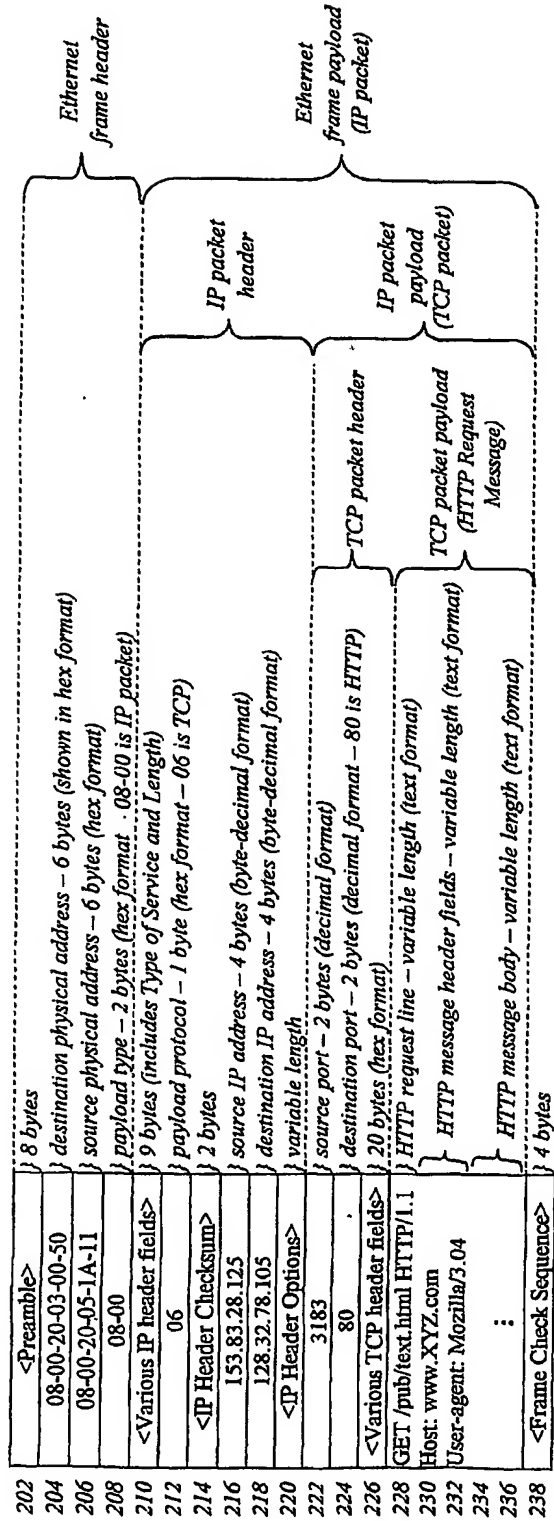 202 <Preamble> } 8 bytes
204 08-00-20-03-00-50 } destination physical address – 6 bytes (shown in hex format)
206 08-00-20-05-1A-11 } source physical address – 6 bytes (hex format)
208 08-00 } payload type – 2 bytes (hex format - 08-00 is IP packet)
Ethernet
frame header
210 <Various IP header fields> } 9 bytes (includes Type of Service and Length)
212 06 } payload protocol – 1 byte (hex format – 06 is TCP)
214 <IP Header Checksum> } 2 bytes
216 153.83.28.125 } source IP address – 4 bytes (byte-decimal format)
218 128.32.78.105 } destination IP address – 4 bytes (byte-decimal format)
220 <IP Header Options> } variable length
IP packet
header
222 3183 } source port – 2 bytes (decimal format)
224 80 } destination port – 2 bytes (decimal format – 80 is HTTP)
226 <Various TCP header fields> } 20 bytes (hex format)
TCP packet header
228 GET /pub/text.html HTTP/1.1 } HTTP request line – variable length (text format)
230 Host: www.XYZ.com
232 User-agent: Mozilla/3.04
HTTP message header fields – variable length (text format)
234
236 ⋮
HTTP message body – variable length (text format)
TCP packet payload
(HTTP Request
Message)
IP packet
payload
(TCP packet)
Ethernet
frame payload
(IP packet)
238 <Frame Check Sequence> } 4 bytes